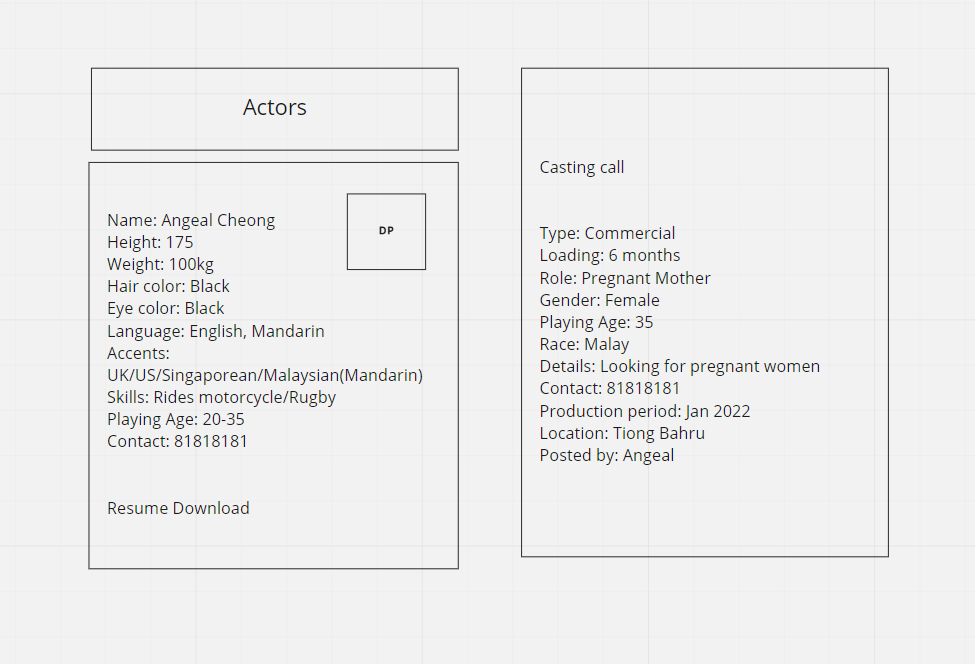 Actors
DP
Name: Angeal Cheong
Height: 175
Weight: 100kg
Hair color: Black
Eye color: Black
Language: English, Mandarin
Accents:
UK/US/Singaporean/Malaysian(Mandarin)
Skills: Rides motorcycle/Rugby
Playing Age: 20-35
Contact: 81818181
Resume Download
Casting call
Type: Commercial
Loading: 6 months
Role: Pregnant Mother
Gender: Female
Playing Age: 35
Race: Malay
Details: Looking for pregnant women
Contact: 81818181
Production period: Jan 2022
Location: Tiong Bahru
Posted by: Angeal